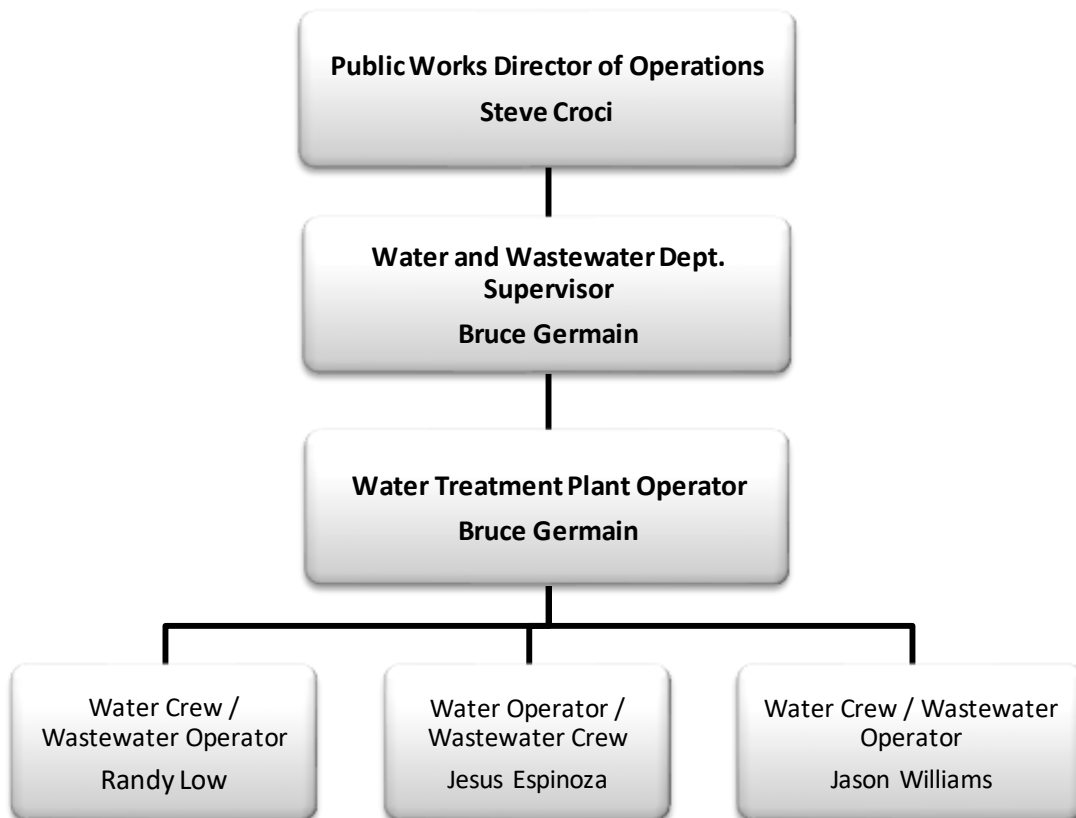 Public Works Director of Operations
Steve Croci
Water and Wastewater Dept.
Supervisor
Bruce Germain
Water Treatment Plant Operator
Bruce Germain
Water Crew /
Wastewater Operator
Randy Low
Water Operator /
Wastewater Crew
Jesus Espinoza
Water Crew / Wastewater
Operator
Jason Williams